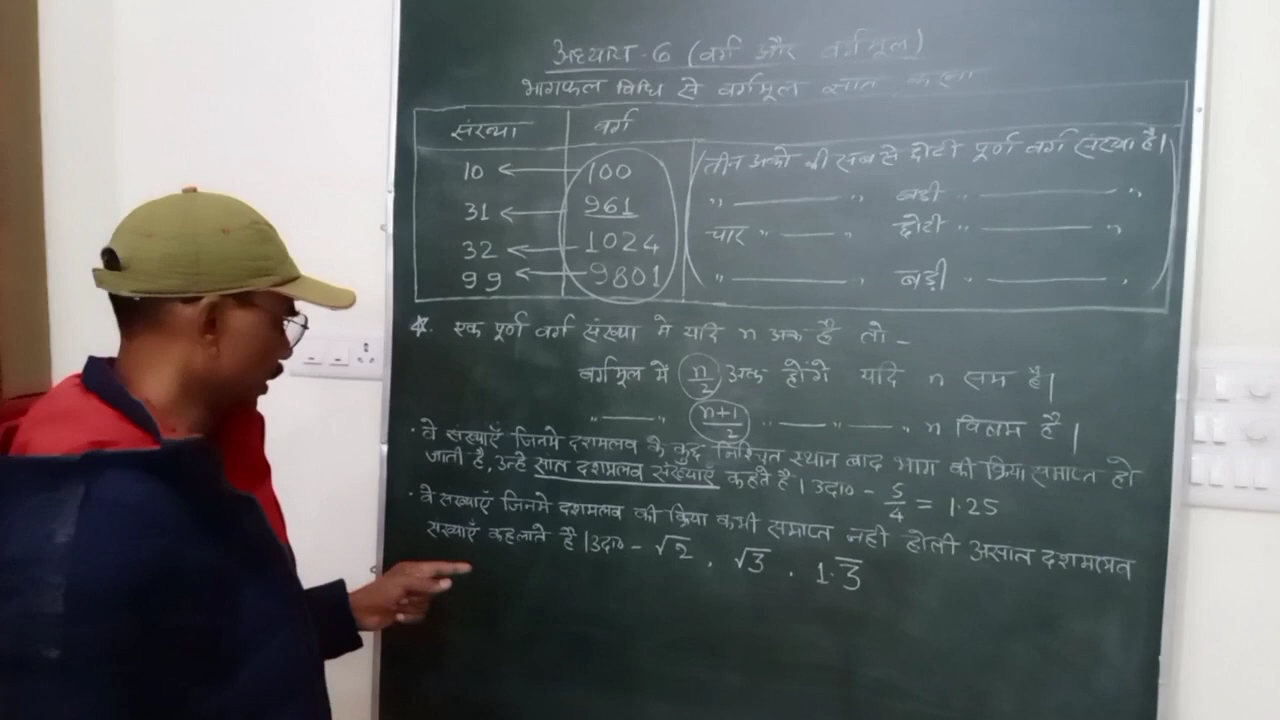 अध्याय-6 (वर्ग और वर्गमूल)
भागफल विधि से वर्गमूल ज्ञात करना
संख्या वर्ग
10 ← 100 (तीन अंको की सब से छोटी पूर्ण वर्ग संख्या है।
31 ← 961 " —— " बडी " —— "
32 ← 1024 चार " —— " छोटी " —— "
99 ← 9801 " —— " बड़ी —— ")
* एक पूर्ण वर्ग संख्या मे यदि n अंक है तो -
वर्गमूल में n/2 अंक होंगे यदि n सम है|
" —— " (n+1)/2 " —— " —— " n विषम है|
· वे संख्याएँ जिनमे दशमलव के कुछ निश्चित स्थान बाद भाग की क्रिया समाप्त हो
जाती है, उन्हे सात दशमलव संख्याएँ कहते है। उदा० - 5/4 = 1.25
· वे संख्याएँ जिनमे दशमलव की क्रिया कभी समाप्त नही होती असात दशमलव
संख्याएँ कहलाते है। उदा० - √2 , √3 , 1.3̅